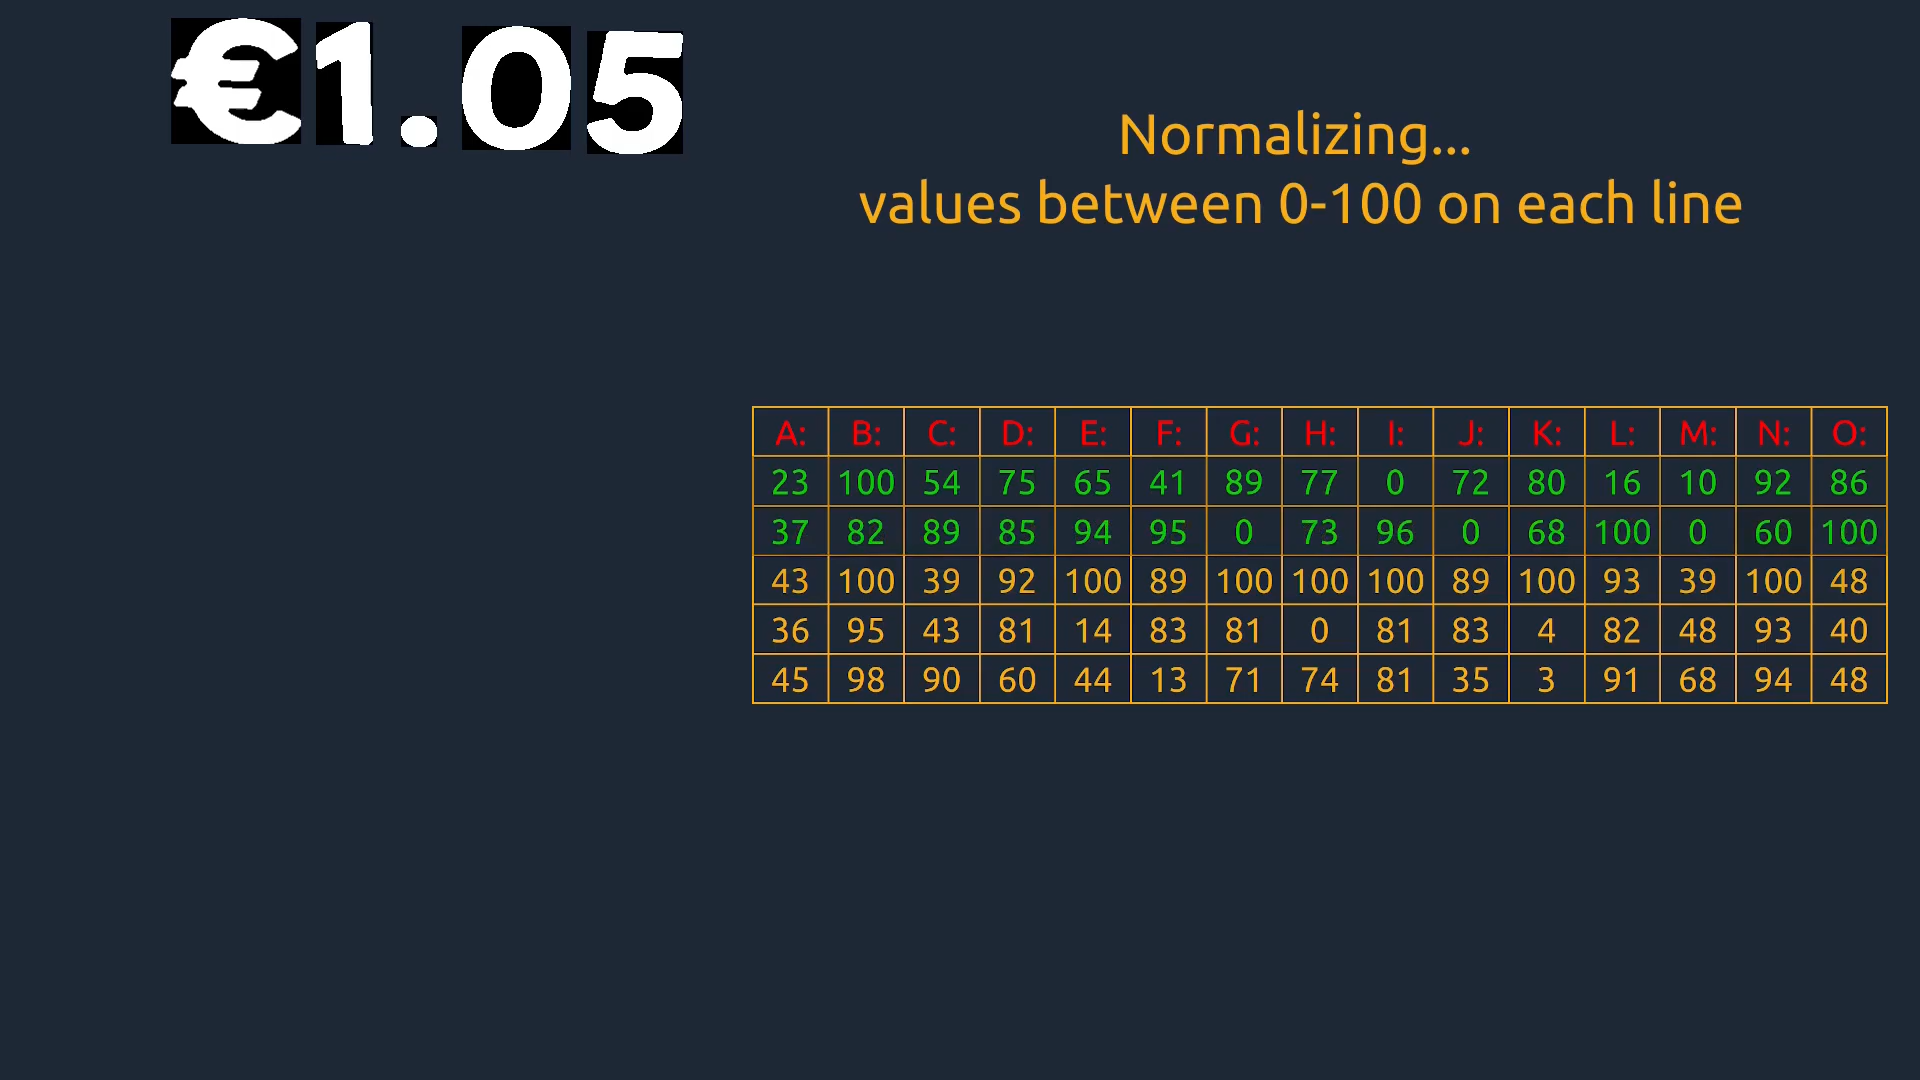 €1.05
Normalizing...
values between 0-100 on each line
A: B: C: D: E: F: G: H: I: J: K: L: M: N: O:
23 100 54 75 65 41 89 77 0 72 80 16 10 92 86
37 82 89 85 94 95 0 73 96 0 68 100 0 60 100
43 100 39 92 100 89 100 100 100 89 100 93 39 100 48
36 95 43 81 14 83 81 0 81 83 4 82 48 93 40
45 98 90 60 44 13 71 74 81 35 3 91 68 94 48